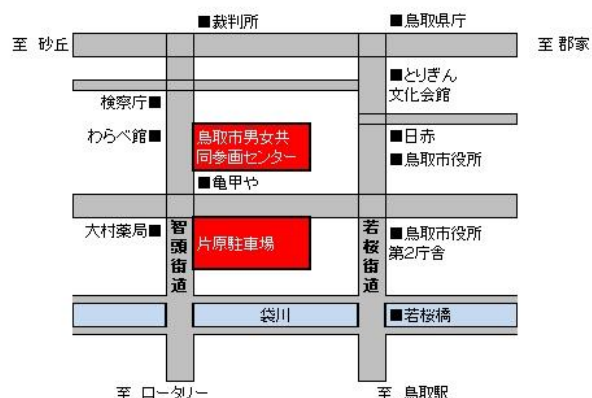 ■裁判所
■鳥取県庁
至 砂丘
至 郡家
■とりぎん
文化会館
検察庁■
わらべ館■
鳥取市男女共
同参画センター
■日赤
■鳥取市役所
■亀甲や
大村薬局■
智頭街道
片原駐車場
若桜街道
■鳥取市役所
第2庁舎
袋川
■若桜橋
至 ロータリー
至 鳥取駅